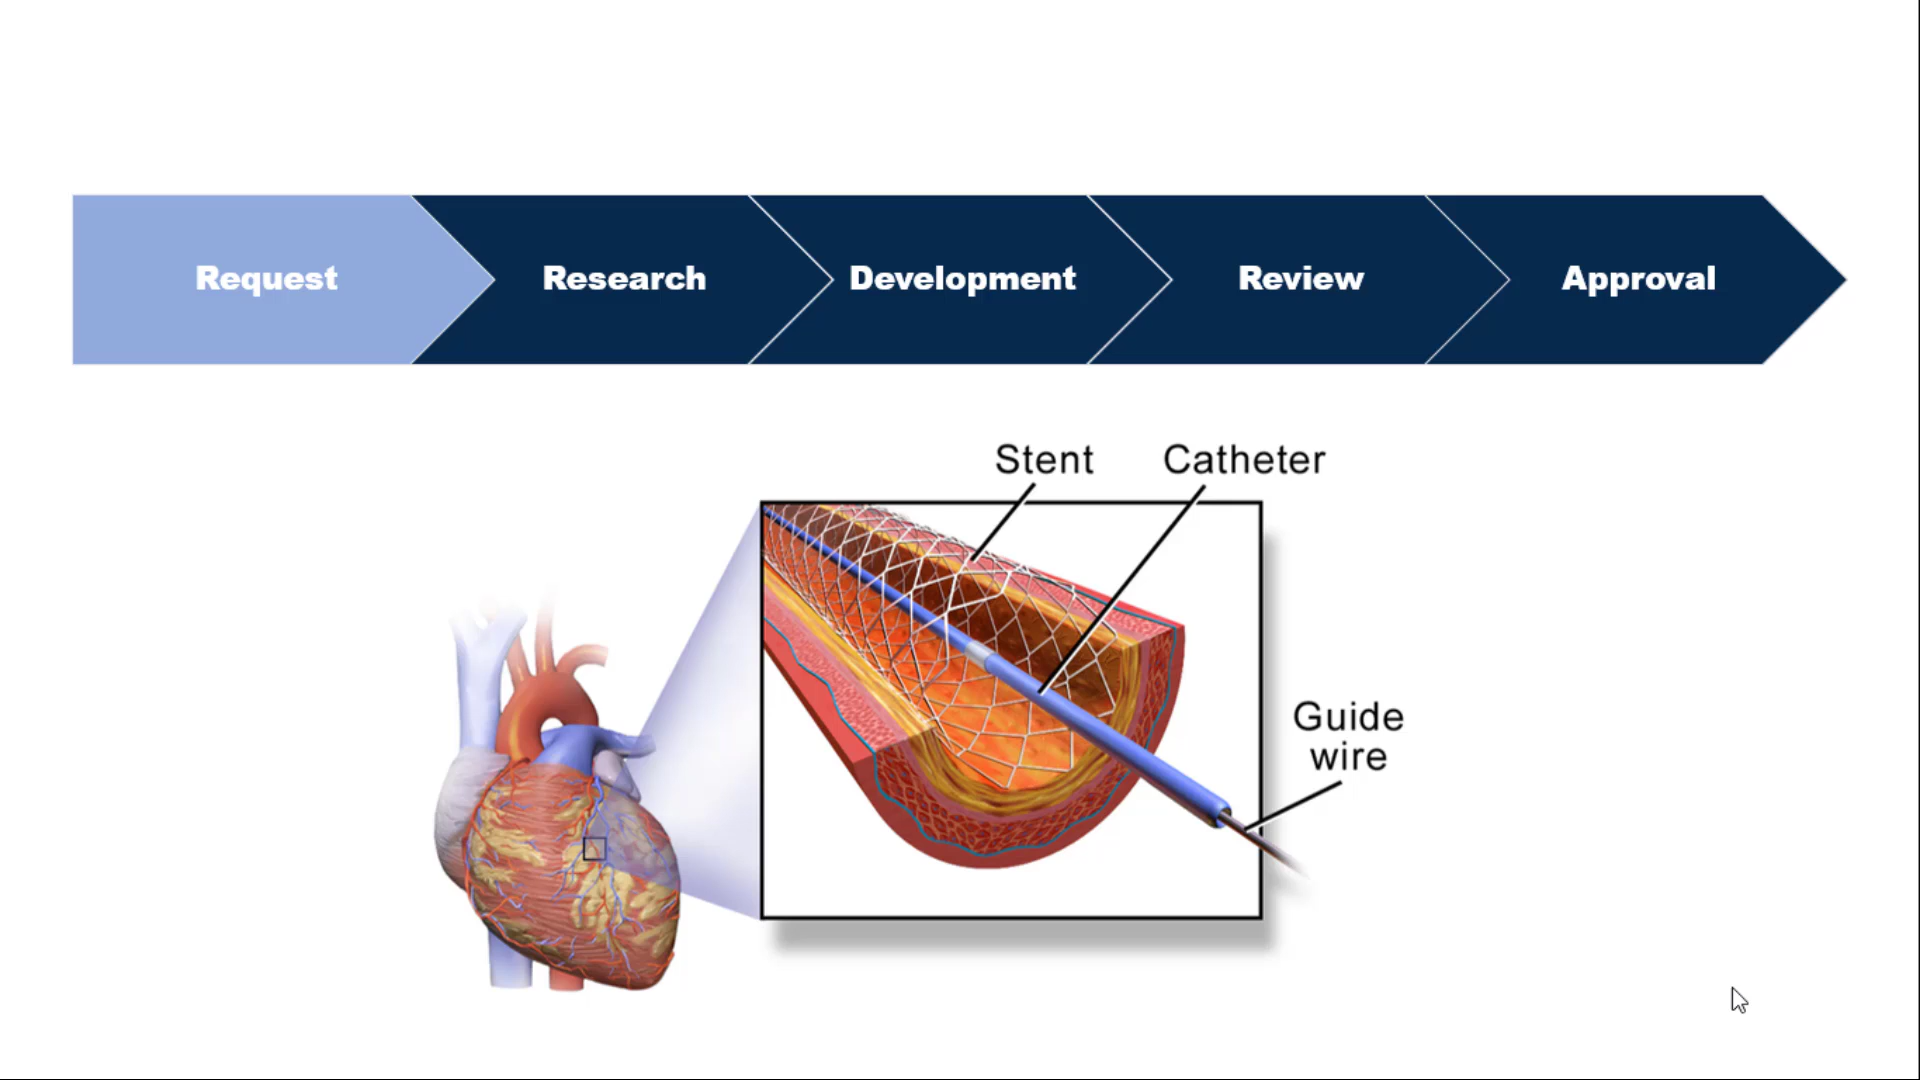 Request Research Development Review Approval
Stent Catheter
Guide
wire